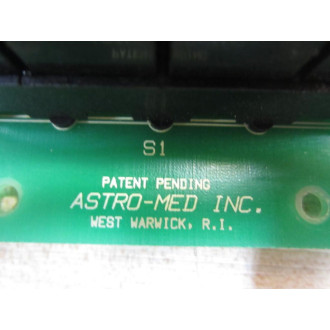 S1
PATENT PENDING
ASTRO-MED INC.
WEST WARWICK, R.I.